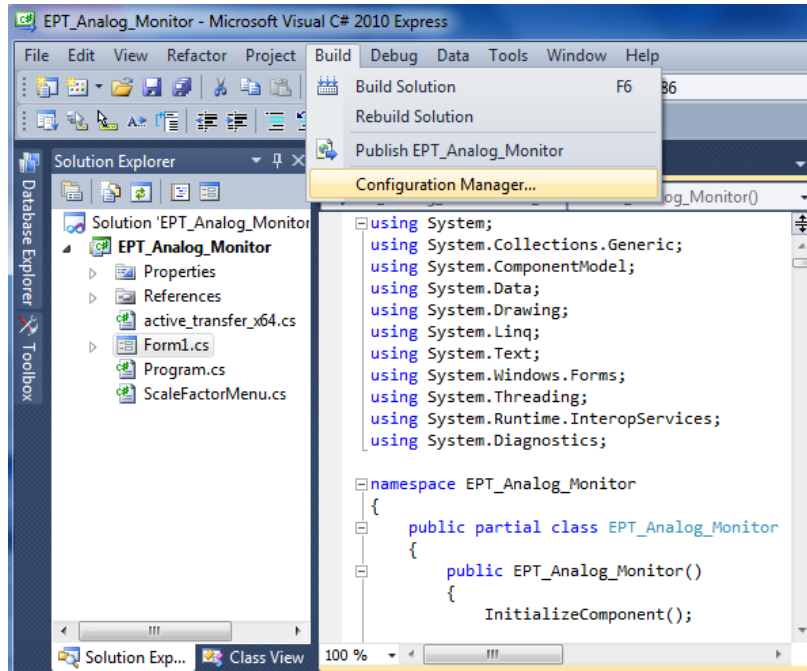 EPT_Analog_Monitor - Microsoft Visual C# 2010 Express
File Edit View Refactor Project Build Debug Data Tools Window Help
Build Solution F6
Rebuild Solution
Publish EPT_Analog_Monitor
Configuration Manager...
86
Database Explorer
Toolbox
Solution Explorer
Solution 'EPT_Analog_Monitor
EPT_Analog_Monitor
Properties
References
active_transfer_x64.cs
Form1.cs
Program.cs
ScaleFactorMenu.cs
Solution Exp... Class View
og_Monitor()
using System;
using System.Collections.Generic;
using System.ComponentModel;
using System.Data;
using System.Drawing;
using System.Linq;
using System.Text;
using System.Windows.Forms;
using System.Threading;
using System.Runtime.InteropServices;
using System.Diagnostics;
namespace EPT_Analog_Monitor
{
public partial class EPT_Analog_Monitor
{
public EPT_Analog_Monitor()
{
InitializeComponent();
100 %